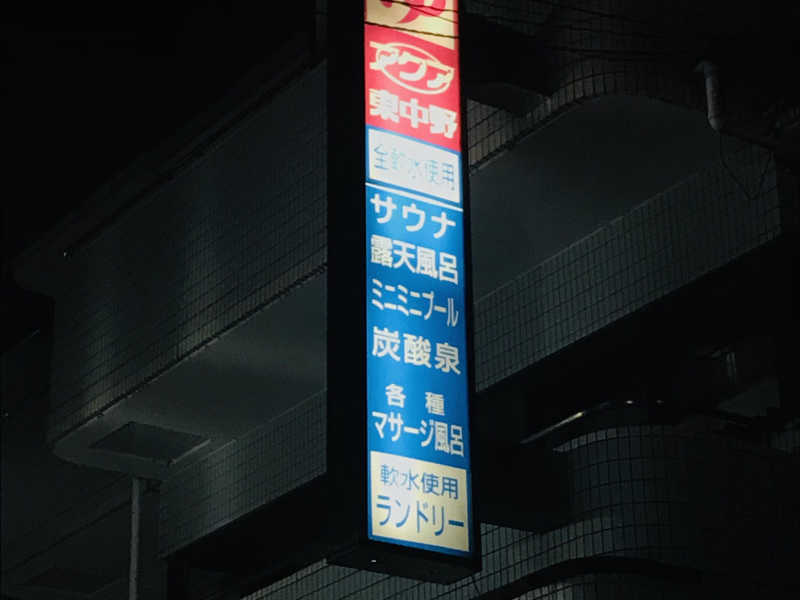 アクア
東中野
全軟水使用
サウナ
露天風呂
ミニミニプール
炭酸泉
各種
マサージ風呂
軟水使用
ランドリー